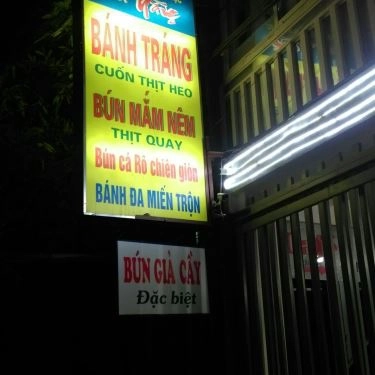 BÁNH TRÁNG
CUỐN THỊT HEO
BÚN MẮM NÊM
THỊT QUAY
Bún cá Rô chiên giòn
BÁNH ĐA MIẾN TRỘN
BÚN GIÀ CẦY
Đặc biệt